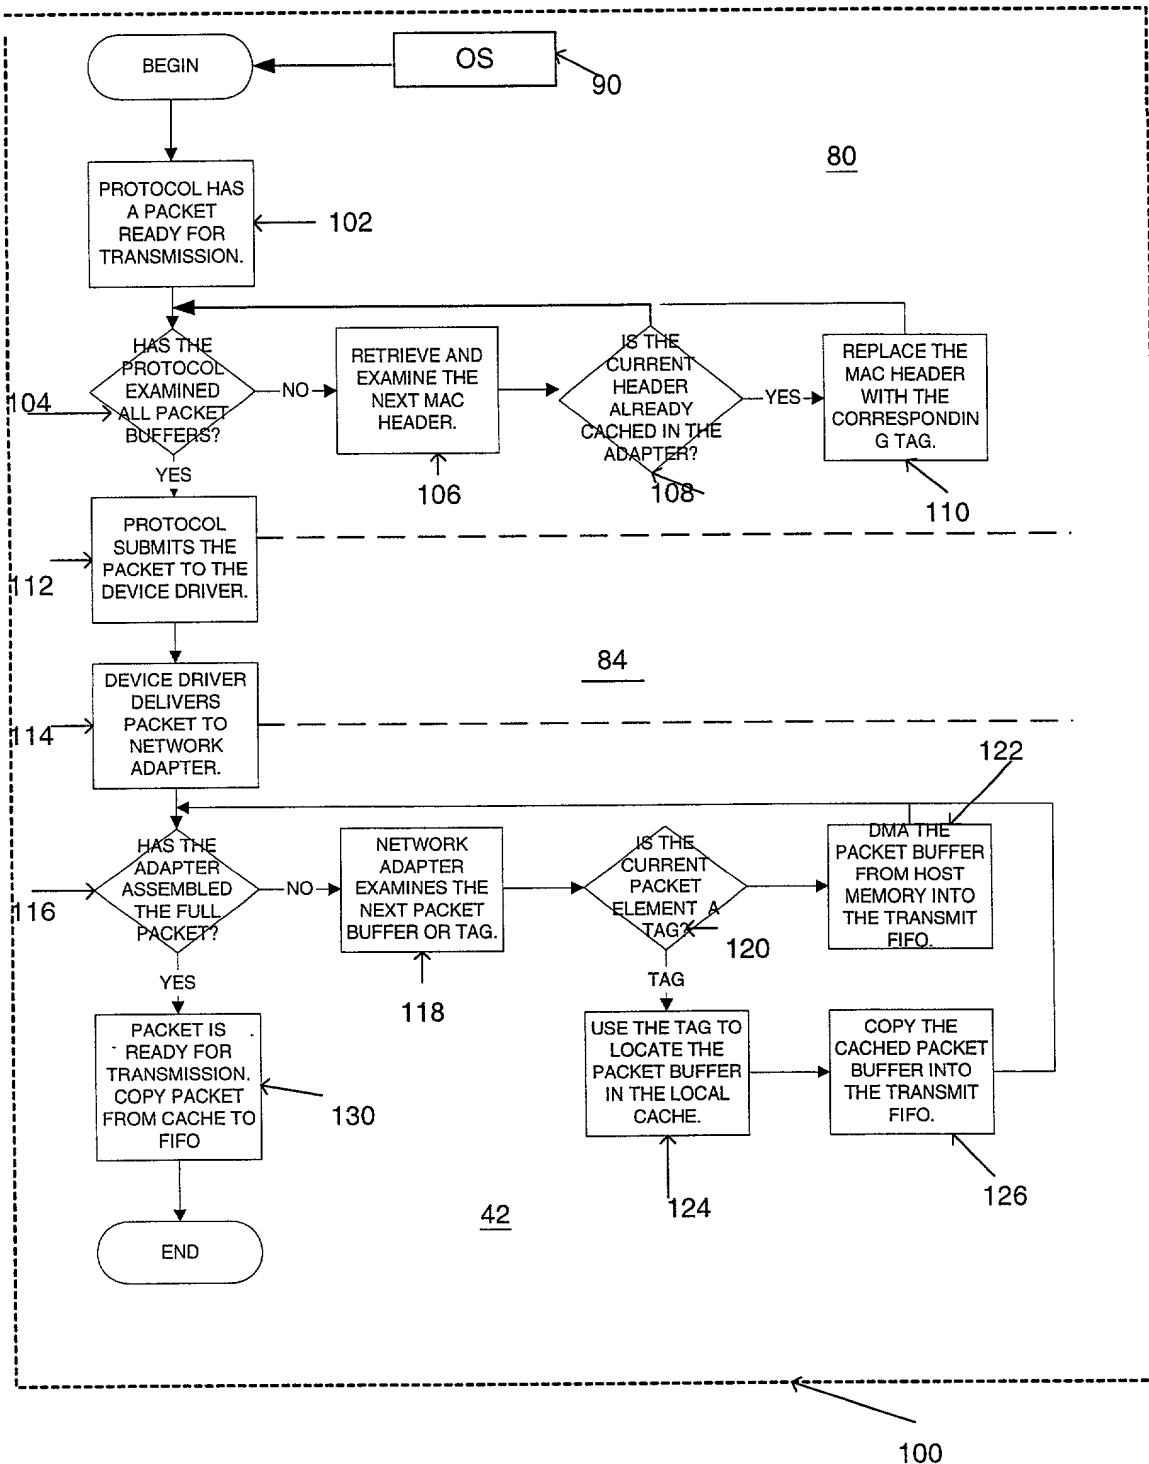 BEGIN
OS
90
80
PROTOCOL HAS
A PACKET
READY FOR
TRANSMISSION.
102
HAS THE
PROTOCOL
EXAMINED
ALL PACKET
BUFFERS?
104
NO
RETRIEVE AND
EXAMINE THE
NEXT MAC
HEADER.
106
IS THE
CURRENT
HEADER
ALREADY
CACHED IN THE
ADAPTER?
108
YES
REPLACE THE
MAC HEADER
WITH THE
CORRESPONDIN
G TAG.
110
YES
PROTOCOL
SUBMITS THE
PACKET TO THE
DEVICE DRIVER.
112
84
DEVICE DRIVER
DELIVERS
PACKET TO
NETWORK
ADAPTER.
114
HAS THE
ADAPTER
ASSEMBLED
THE FULL
PACKET?
116
NO
NETWORK
ADAPTER
EXAMINES THE
NEXT PACKET
BUFFER OR TAG.
118
IS THE
CURRENT
PACKET
ELEMENT A
TAG?
120
122
DMA THE
PACKET BUFFER
FROM HOST
MEMORY INTO
THE TRANSMIT
FIFO.
YES
TAG
PACKET IS
READY FOR
TRANSMISSION.
COPY PACKET
FROM CACHE TO
FIFO
130
USE THE TAG TO
LOCATE THE
PACKET BUFFER
IN THE LOCAL
CACHE.
124
COPY THE
CACHED PACKET
BUFFER INTO
THE TRANSMIT
FIFO.
126
42
END
100